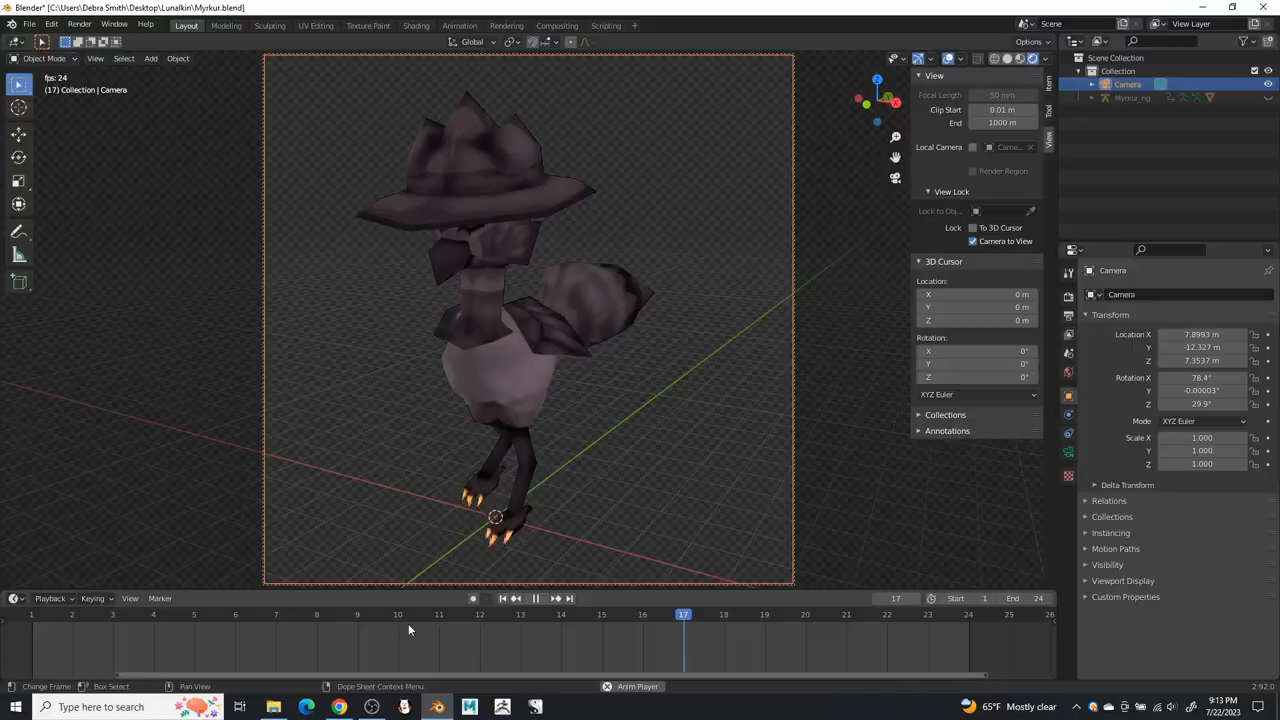 Blender* [C:\Users\Debra Smith\Desktop\Lunalkin\Myrkur.blend]
File Edit Render Window Help Layout Modeling Sculpting UV Editing Texture Paint Shading Animation Rendering Compositing Scripting + Scene View Layer
Global Options
Object Mode View Select Add Object
fps: 24
(17) Collection | Camera
Z
X
Y
View
Focal Length 50 mm
Clip Start 0.01 m
End 1000 m
Local Camera Came...
Render Region
View Lock
Lock to Obj...
Lock To 3D Cursor
Camera to View
3D Cursor
Location:
X 0 m
Y 0 m
Z 0 m
Rotation:
X 0°
Y 0°
Z 0°
XYZ Euler
Collections
Annotations
Item
Tool
View
Scene Collection
Collection
Camera
Myrkur_rig
Camera
Camera
Transform
Location X 7.8993 m
Y -12.327 m
Z 7.3537 m
Rotation X 78.4°
Y -0.00003°
Z 29.9°
Mode XYZ Euler
Scale X 1.000
Y 1.000
Z 1.000
Delta Transform
Relations
Collections
Instancing
Motion Paths
Visibility
Viewport Display
Custom Properties
Playback Keying View Marker 17 Start 1 End 24
1 2 3 4 5 6 7 8 9 10 11 12 13 14 15 16 17 18 19 20 21 22 23 24 25 26
Change Frame Box Select Pan View Dope Sheet Context Menu Anim Player 2.92.0
Type here to search
65°F Mostly clear
9:13 PM
7/22/2023